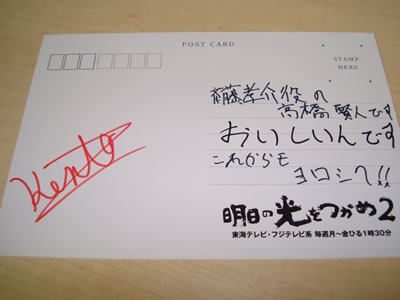 POST CARD
STAMP
HERE
齊藤孝介役の
高橋賢人です
おいしいんです
これからも
ヨロシク!!
Kento
明日の光をつかめ2
東海テレビ・フジテレビ系 毎週月〜金ひる1時30分